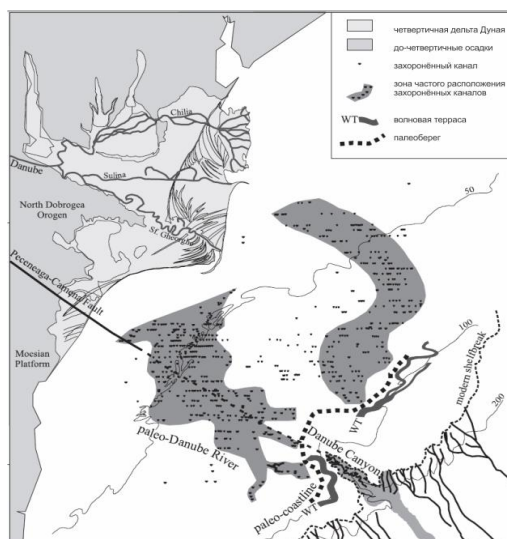 четвертичная дельта Дуная
до-четвертичные осадки
захоронённый канал
зона частого расположения
захоронённых каналов
WT
волновая терраса
палеоберег
Chilia
Danube
Sulina
North Dobrogea
Orogen
St. Gheorghe
50
Peceneaga-Camena Fault
Moesian
Platform
100
modern shelfbreak
200
WT
paleo-Danube River
Danube Canyon
paleo-coastline
WT